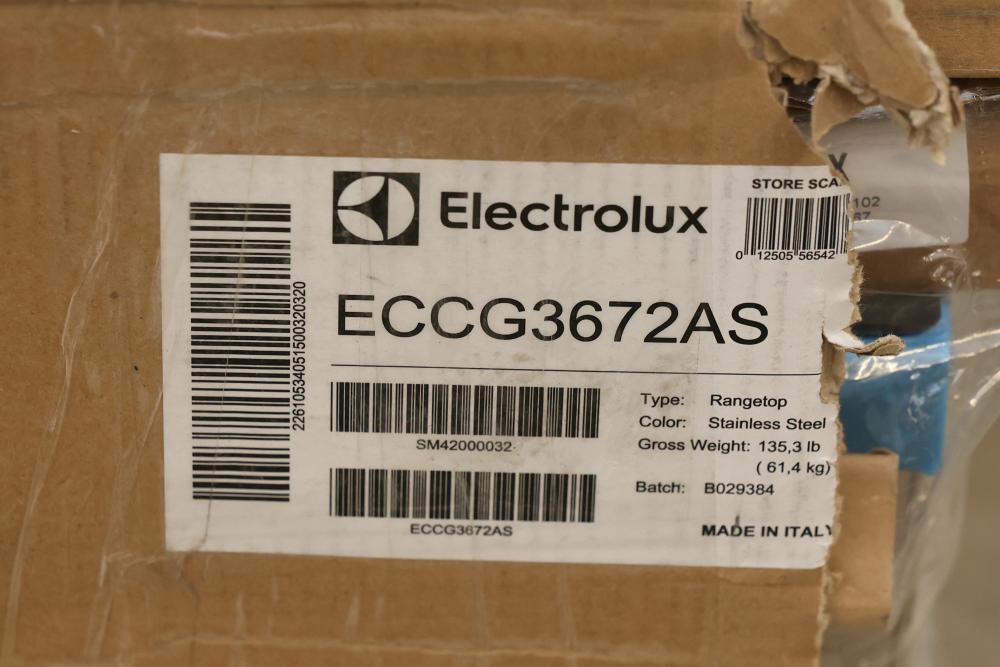 Electrolux
STORE SCA
0 12505 56542
102
67
ECCG3672AS
22610534051500320320
SM42000032
ECCG3672AS
Type: Rangetop
Color: Stainless Steel
Gross Weight: 135,3 lb
( 61,4 kg)
Batch: B029384
MADE IN ITALY